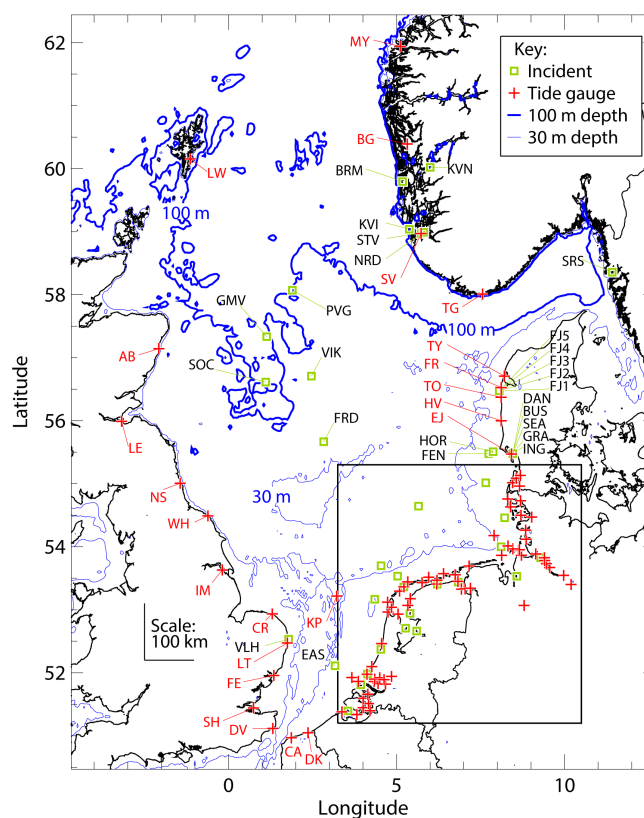 62
60
58
56
54
52
Latitude
0
5
10
Longitude
Key:
Incident
Tide gauge
100 m depth
30 m depth
MY
BG
BRM
KVN
LW
100 m
KVI
STV
NRD
SV
SRS
PVG
TG
100 m
GMV
VIK
AB
SOC
TY
FR
TO
HV
EJ
FJ5
FJ4
FJ3
FJ2
FJ1
DAN
BUS
SEA
GRA
ING
FRD
HOR
FEN
LE
30 m
NS
WH
IM
KP
CR
Scale:
100 km
VLH
EAS
LT
FE
SH
DV
CA
DK